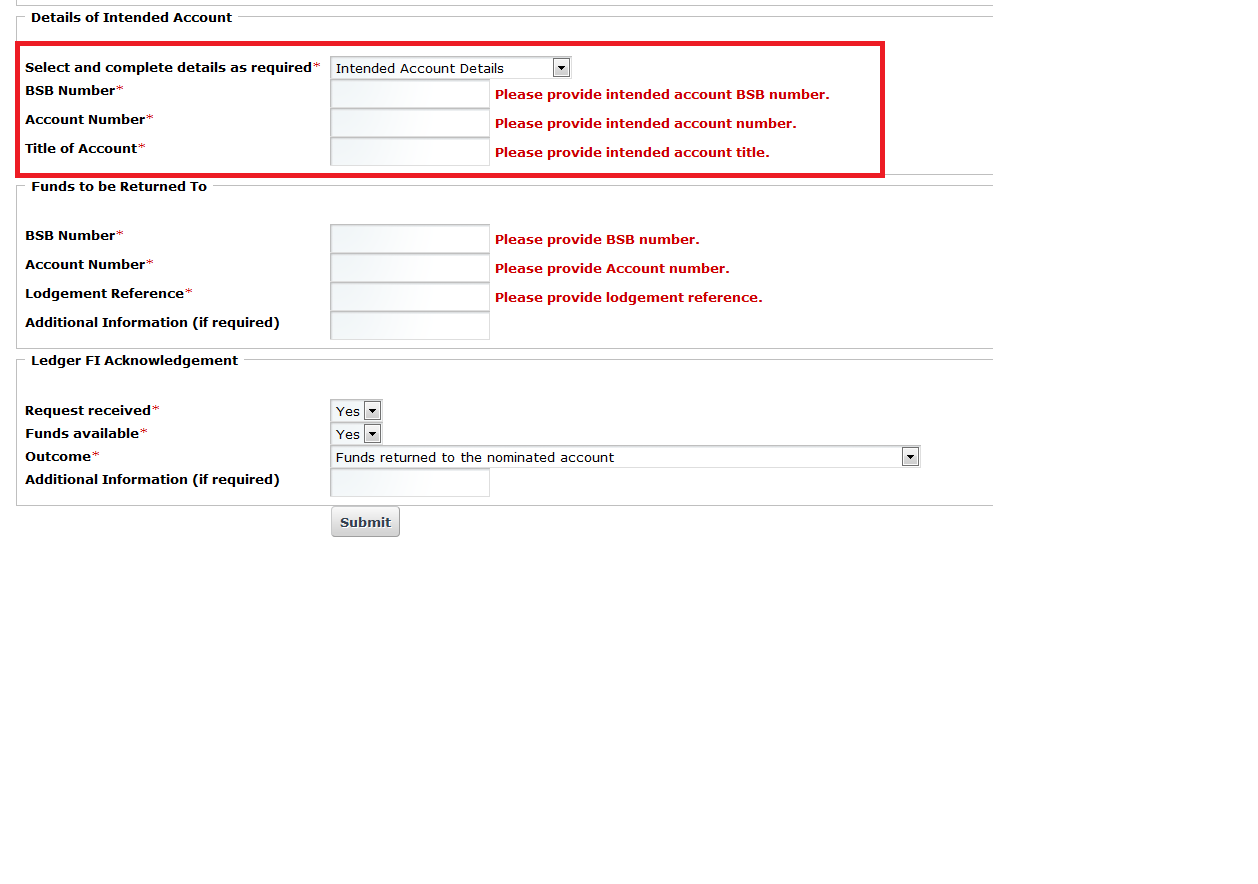 Details of Intended Account
Select and complete details as required* Intended Account Details
BSB Number* Please provide intended account BSB number.
Account Number* Please provide intended account number.
Title of Account* Please provide intended account title.
Funds to be Returned To
BSB Number* Please provide BSB number.
Account Number* Please provide Account number.
Lodgement Reference* Please provide lodgement reference.
Additional Information (if required)
Ledger FI Acknowledgement
Request received* Yes
Funds available* Yes
Outcome* Funds returned to the nominated account
Additional Information (if required)
Submit